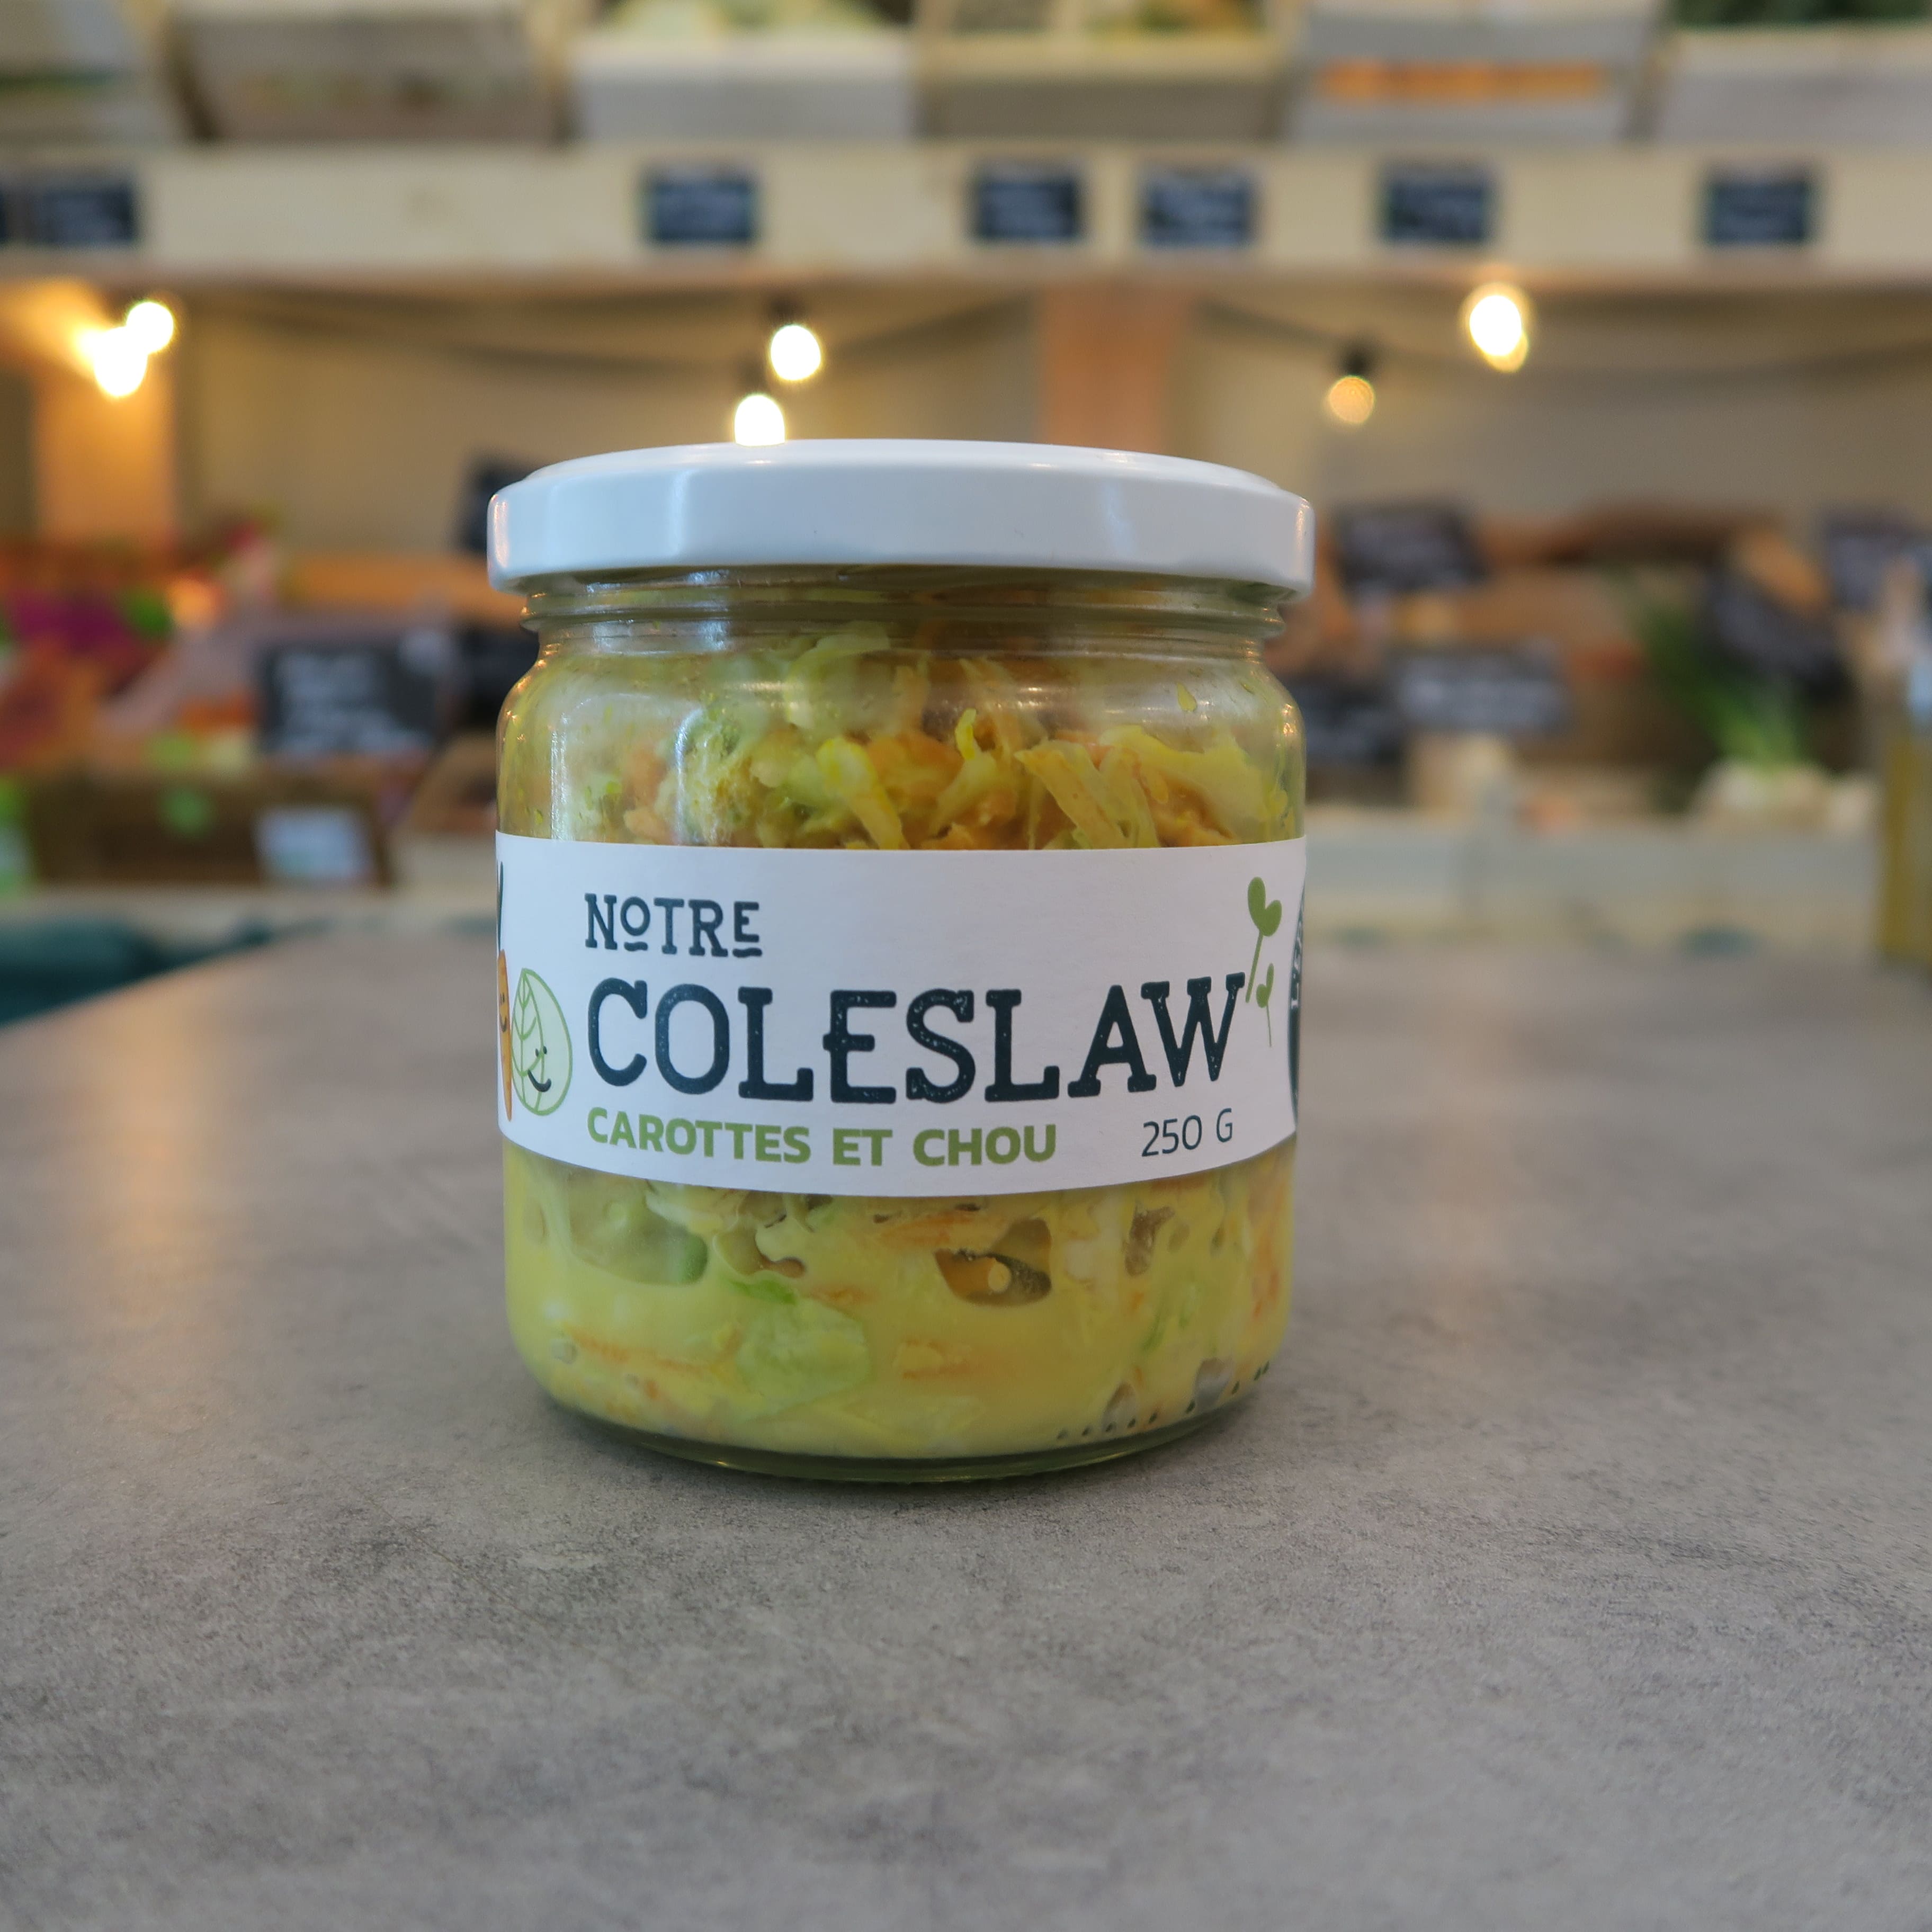 NOTRE
COLESLAW
CAROTTES ET CHOU
250 G